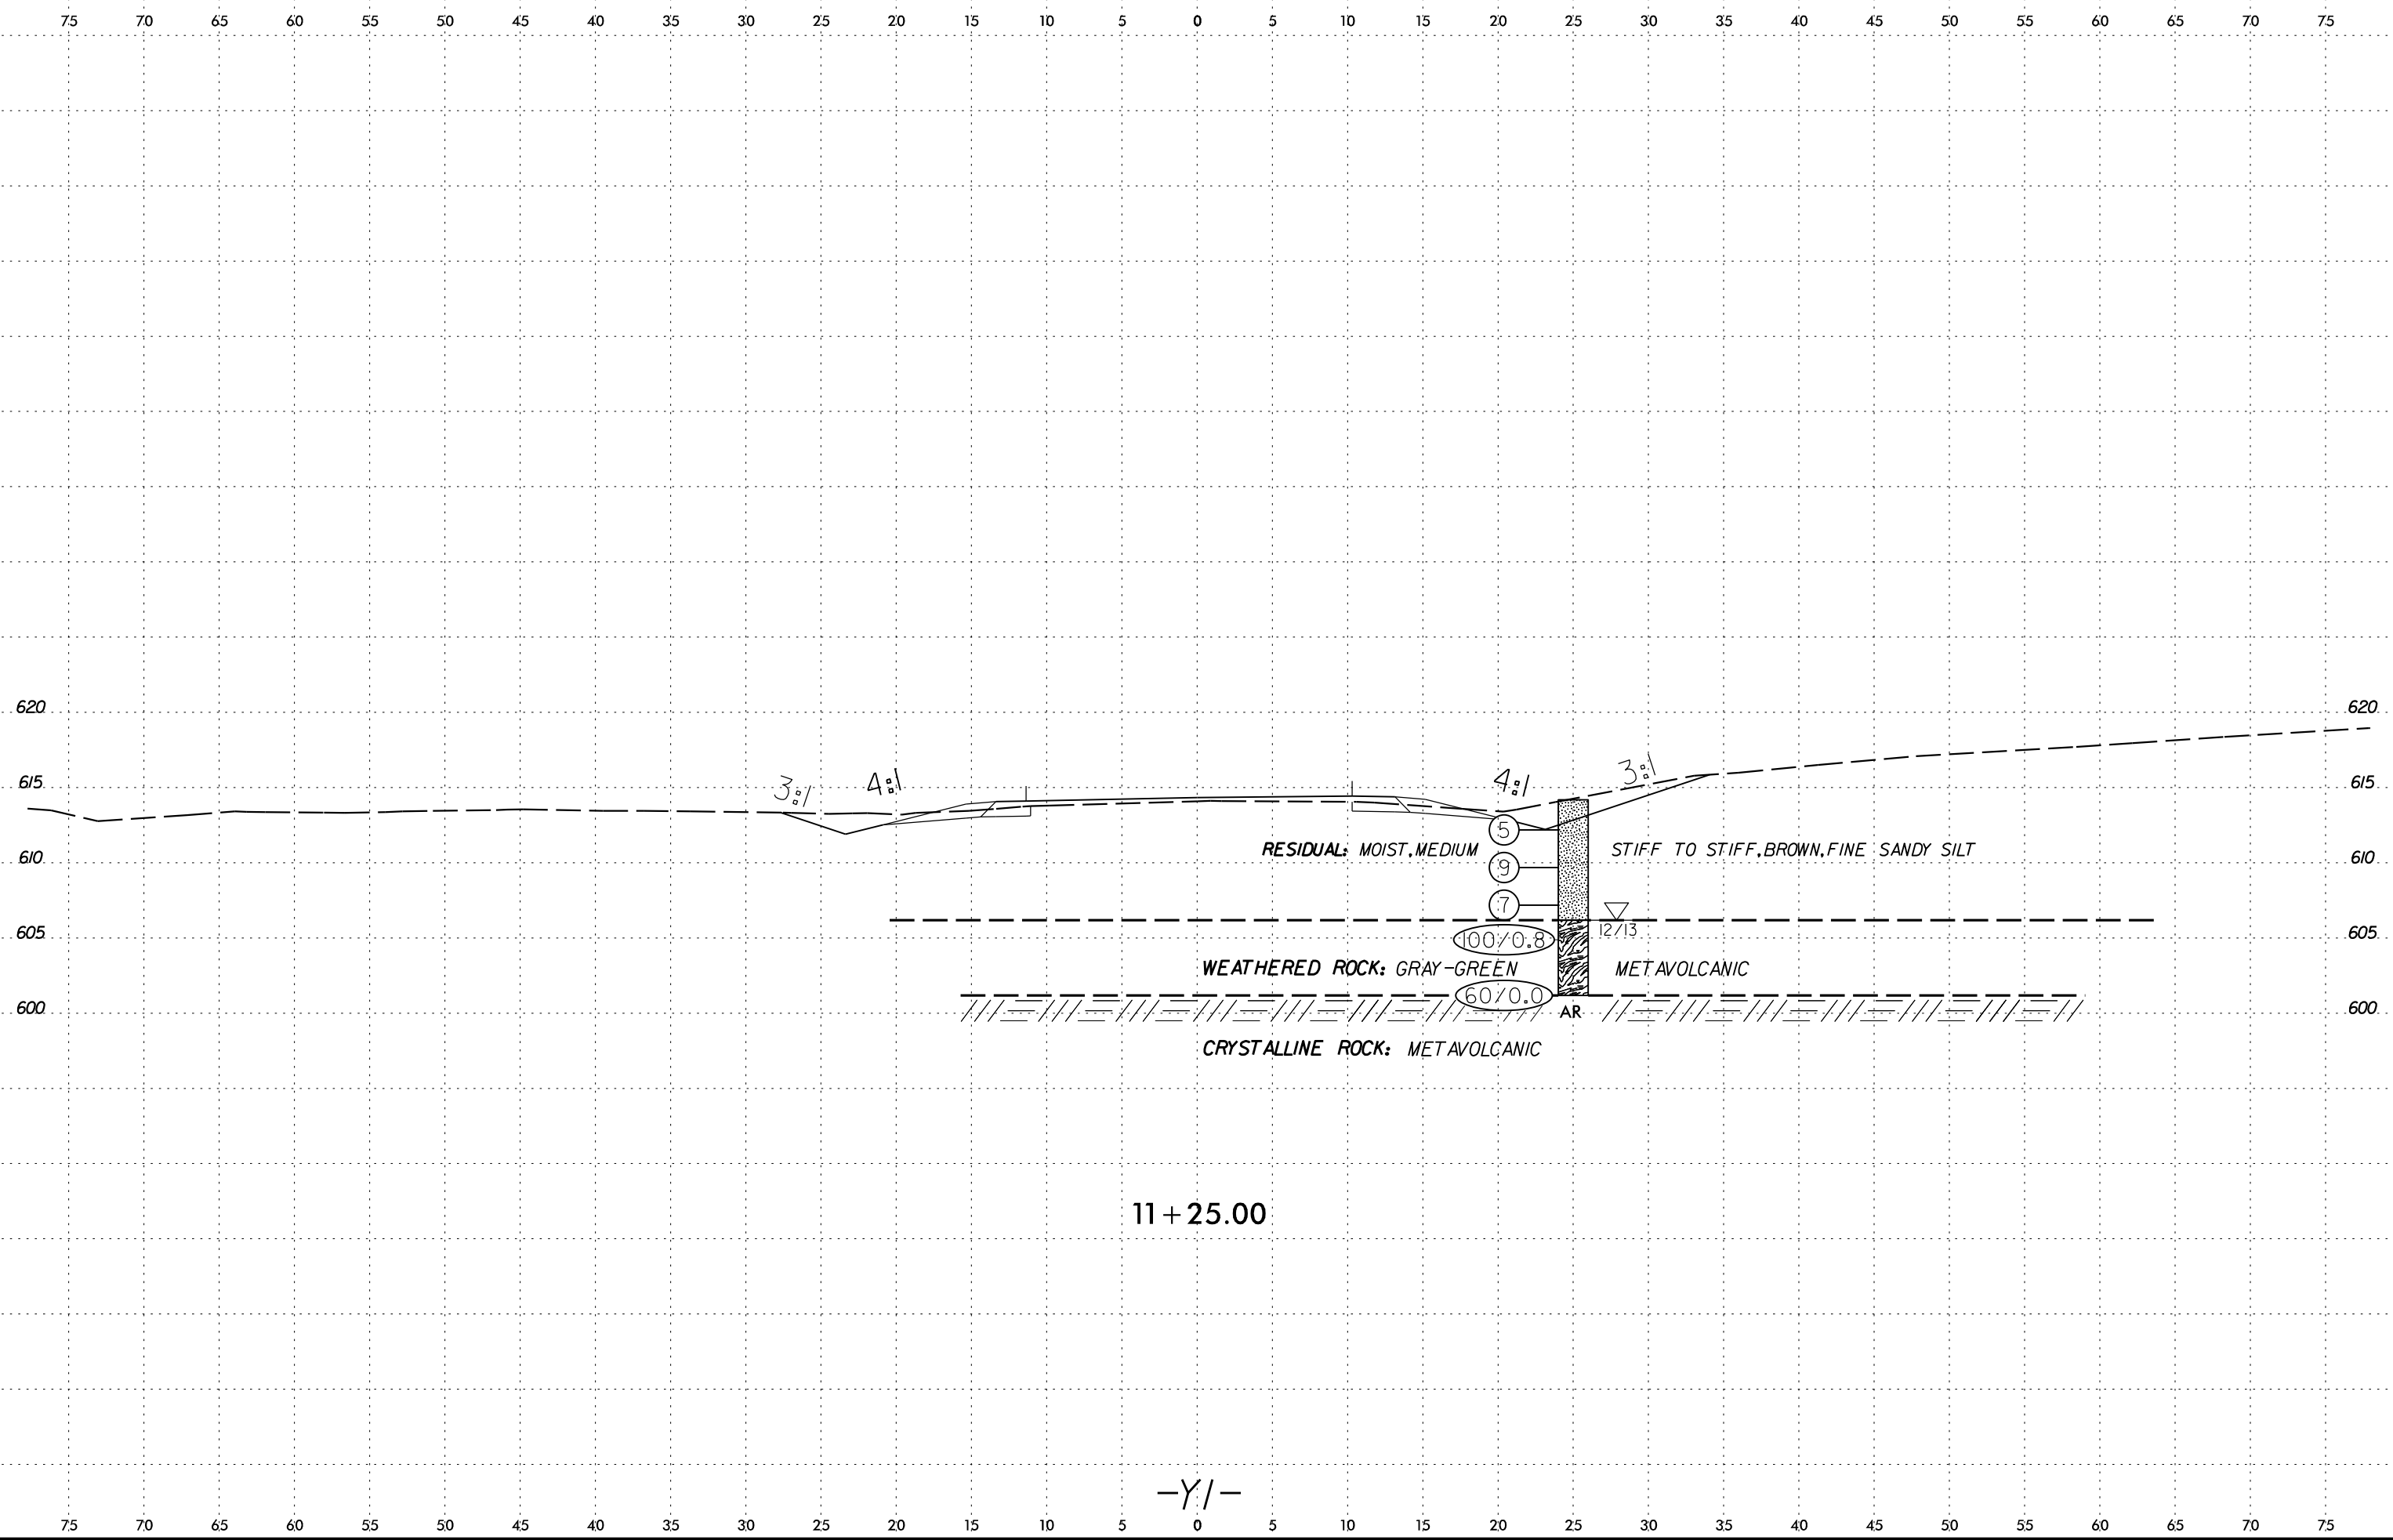 75 70 65 60 55 50 45 40 35 30 25 20 15 10 5 0 5 10 15 20 25 30 35 40 45 50 55 60 65 70 75
620 620
3:1 4:1 4:1 3:1
615 615
5
RESIDUAL: MOIST, MEDIUM STIFF TO STIFF, BROWN, FINE SANDY SILT
610 610
9
7
12/13
605 100/0.8 605
WEATHERED ROCK: GRAY-GREEN METAVOLCANIC
60/0.0
600 AR 600
CRYSTALLINE ROCK: METAVOLCANIC
11+25.00
-Y1-
75 70 65 60 55 50 45 40 35 30 25 20 15 10 5 0 5 10 15 20 25 30 35 40 45 50 55 60 65 70 75